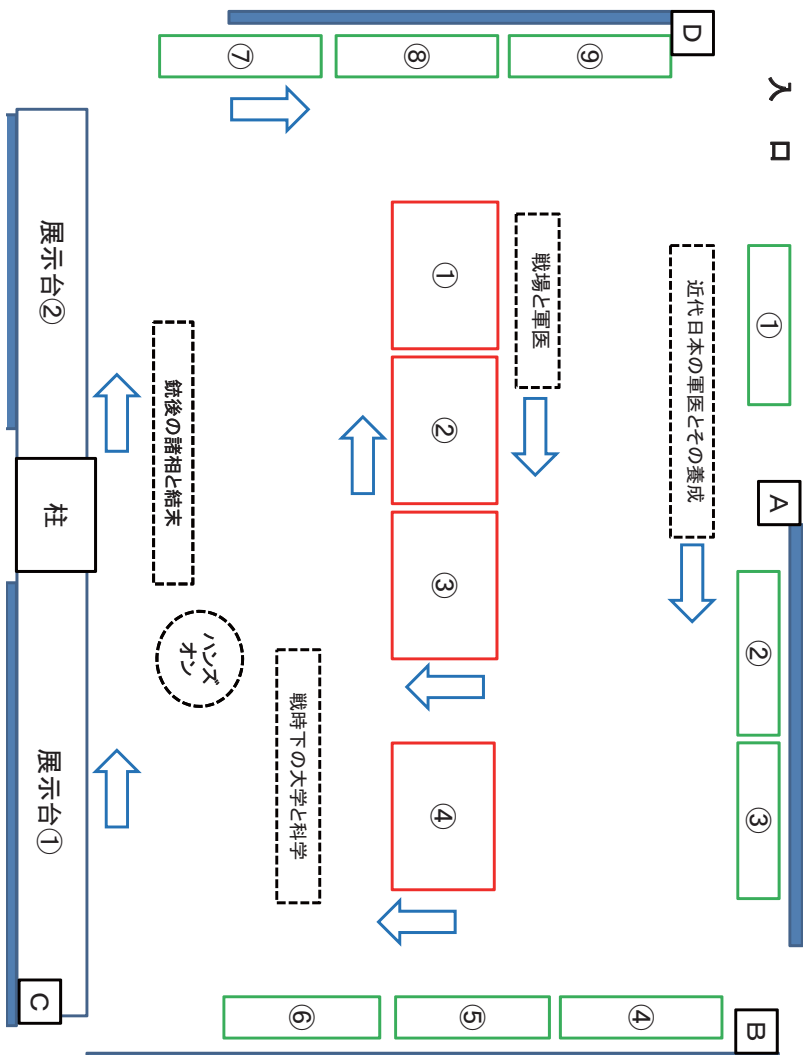 入口
①
A
②
③
B
D
近代日本の軍医とその養成
④
⑨
戦場と軍医
⑧
①
②
③
④
⑤
戦時下の大学と科学
⑥
⑦
ハンズ
オン
銃後の諸相と結末
展示台②
柱
展示台①
C